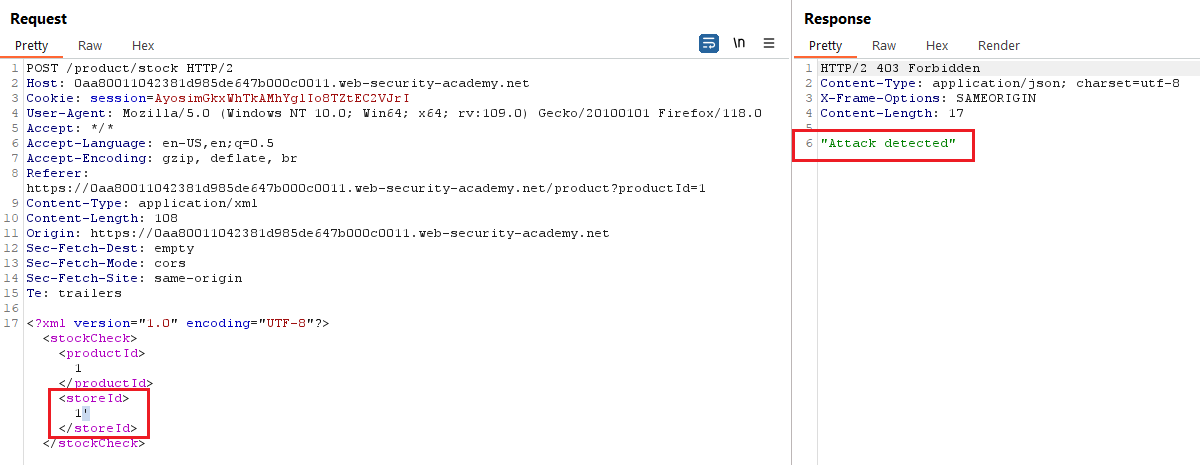 Request
Pretty Raw Hex
\n
1 POST /product/stock HTTP/2
2 Host: 0aa80011042381d985de647b000c0011.web-security-academy.net
3 Cookie: session=AyosimGkxWhTkAMhYglIo8TZtEC2VJrI
4 User-Agent: Mozilla/5.0 (Windows NT 10.0; Win64; x64; rv:109.0) Gecko/20100101 Firefox/118.0
5 Accept: */*
6 Accept-Language: en-US,en;q=0.5
7 Accept-Encoding: gzip, deflate, br
8 Referer:
https://0aa80011042381d985de647b000c0011.web-security-academy.net/product?productId=1
9 Content-Type: application/xml
10 Content-Length: 108
11 Origin: https://0aa80011042381d985de647b000c0011.web-security-academy.net
12 Sec-Fetch-Dest: empty
13 Sec-Fetch-Mode: cors
14 Sec-Fetch-Site: same-origin
15 Te: trailers
16
17 <?xml version="1.0" encoding="UTF-8"?>
<stockCheck>
<productId>
1
</productId>
<storeId>
1'
</storeId>
</stockCheck>
Response
Pretty Raw Hex Render
1 HTTP/2 403 Forbidden
2 Content-Type: application/json; charset=utf-8
3 X-Frame-Options: SAMEORIGIN
4 Content-Length: 17
5
6 "Attack detected"